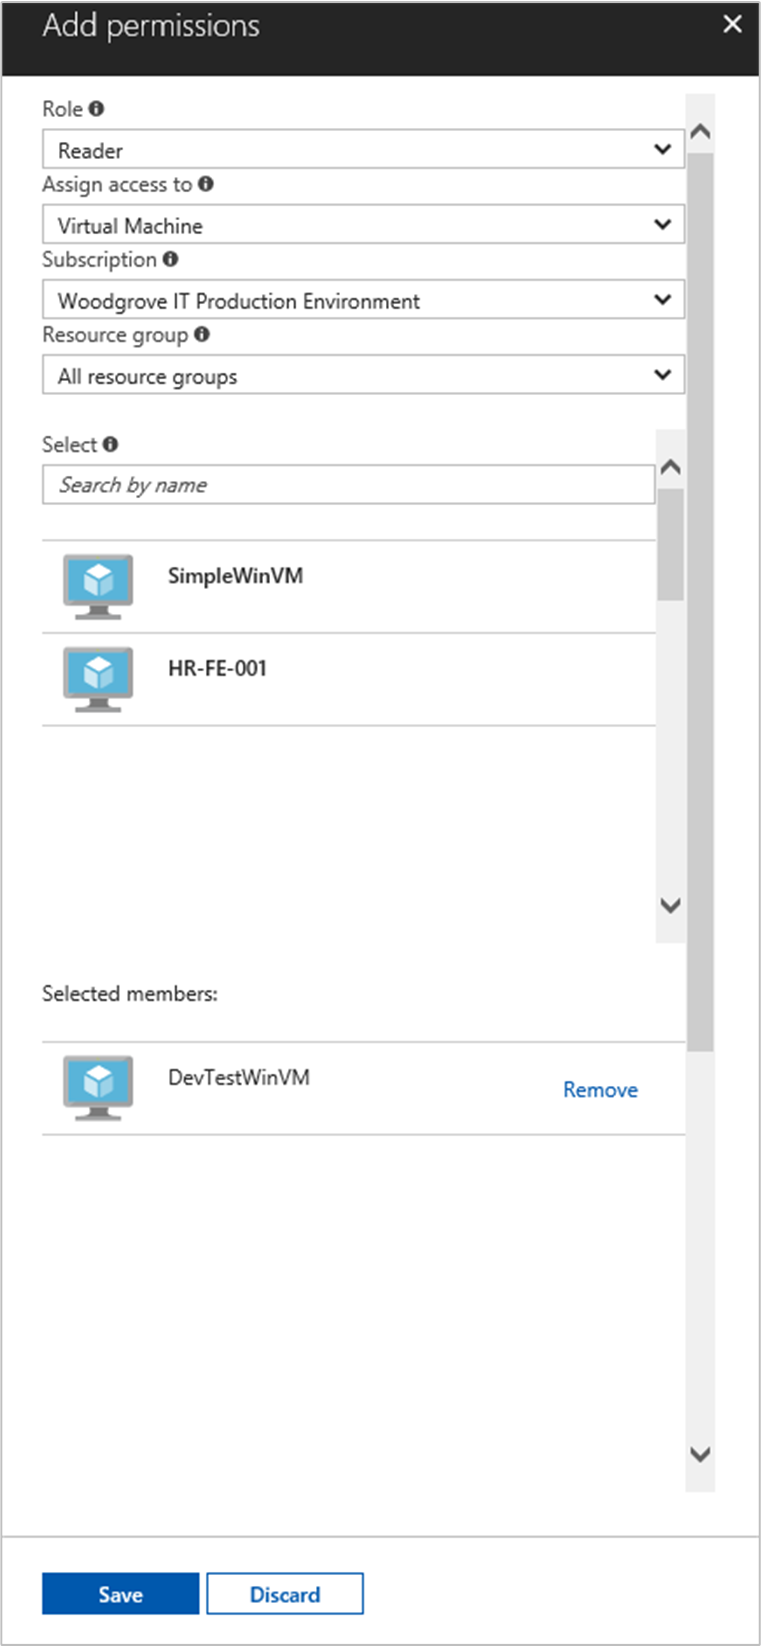 Add permissions
Role
Reader
Assign access to
Virtual Machine
Subscription
Woodgrove IT Production Environment
Resource group
All resource groups
Select
Search by name
SimpleWinVM
HR-FE-001
Selected members:
DevTestWinVM
Remove
Save Discard